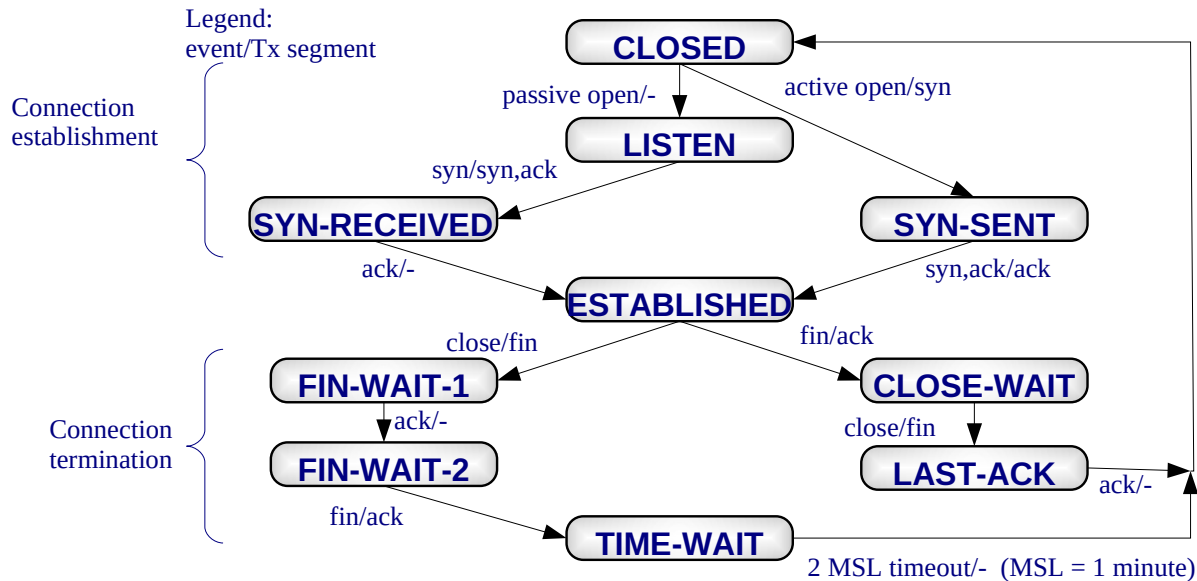 Legend:
event/Tx segment
CLOSED
Connection
establishment
passive open/-
active open/syn
LISTEN
syn/syn,ack
SYN-RECEIVED
SYN-SENT
ack/-
syn,ack/ack
ESTABLISHED
close/fin
fin/ack
FIN-WAIT-1
CLOSE-WAIT
ack/-
close/fin
Connection
termination
FIN-WAIT-2
LAST-ACK
ack/-
fin/ack
TIME-WAIT
2 MSL timeout/-  (MSL = 1 minute)